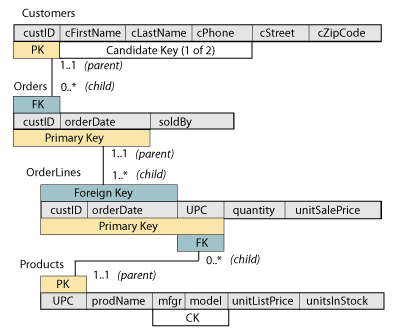 Customers
custID cFirstName cLastName cPhone cStreet cZipCode
PK Candidate Key (1 of 2)
1..1 (parent)
Orders 0..* (child)
FK
custID orderDate soldBy
Primary Key
1..1 (parent)
OrderLines 1..* (child)
Foreign Key
custID orderDate UPC quantity unitSalePrice
Primary Key
FK
Products 0..* (child)
1..1 (parent)
PK
UPC prodName mfgr model unitListPrice unitsInStock
CK